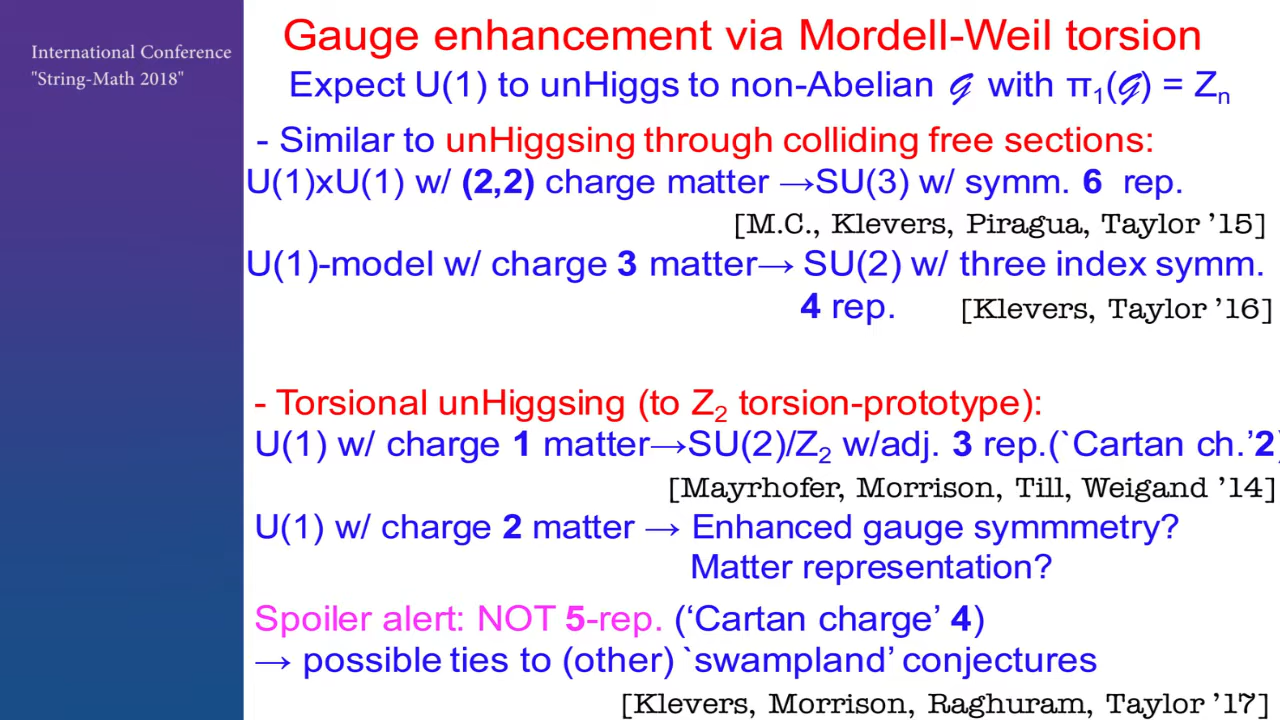 International Conference
"String-Math 2018"
Gauge enhancement via Mordell-Weil torsion
Expect U(1) to unHiggs to non-Abelian 𝒢 with π₁(𝒢) = Zₙ
- Similar to unHiggsing through colliding free sections:
U(1)xU(1) w/ (2,2) charge matter →SU(3) w/ symm. 6 rep.
[M.C., Klevers, Piragua, Taylor ’15]
U(1)-model w/ charge 3 matter→ SU(2) w/ three index symm.
4 rep. [Klevers, Taylor ’16]
- Torsional unHiggsing (to Z₂ torsion-prototype):
U(1) w/ charge 1 matter→SU(2)/Z₂ w/adj. 3 rep.(`Cartan ch.’2)
[Mayrhofer, Morrison, Till, Weigand ’14]
U(1) w/ charge 2 matter → Enhanced gauge symmmetry?
Matter representation?
Spoiler alert: NOT 5-rep. (‘Cartan charge’ 4)
→ possible ties to (other) `swampland’ conjectures
[Klevers, Morrison, Raghuram, Taylor ’17]